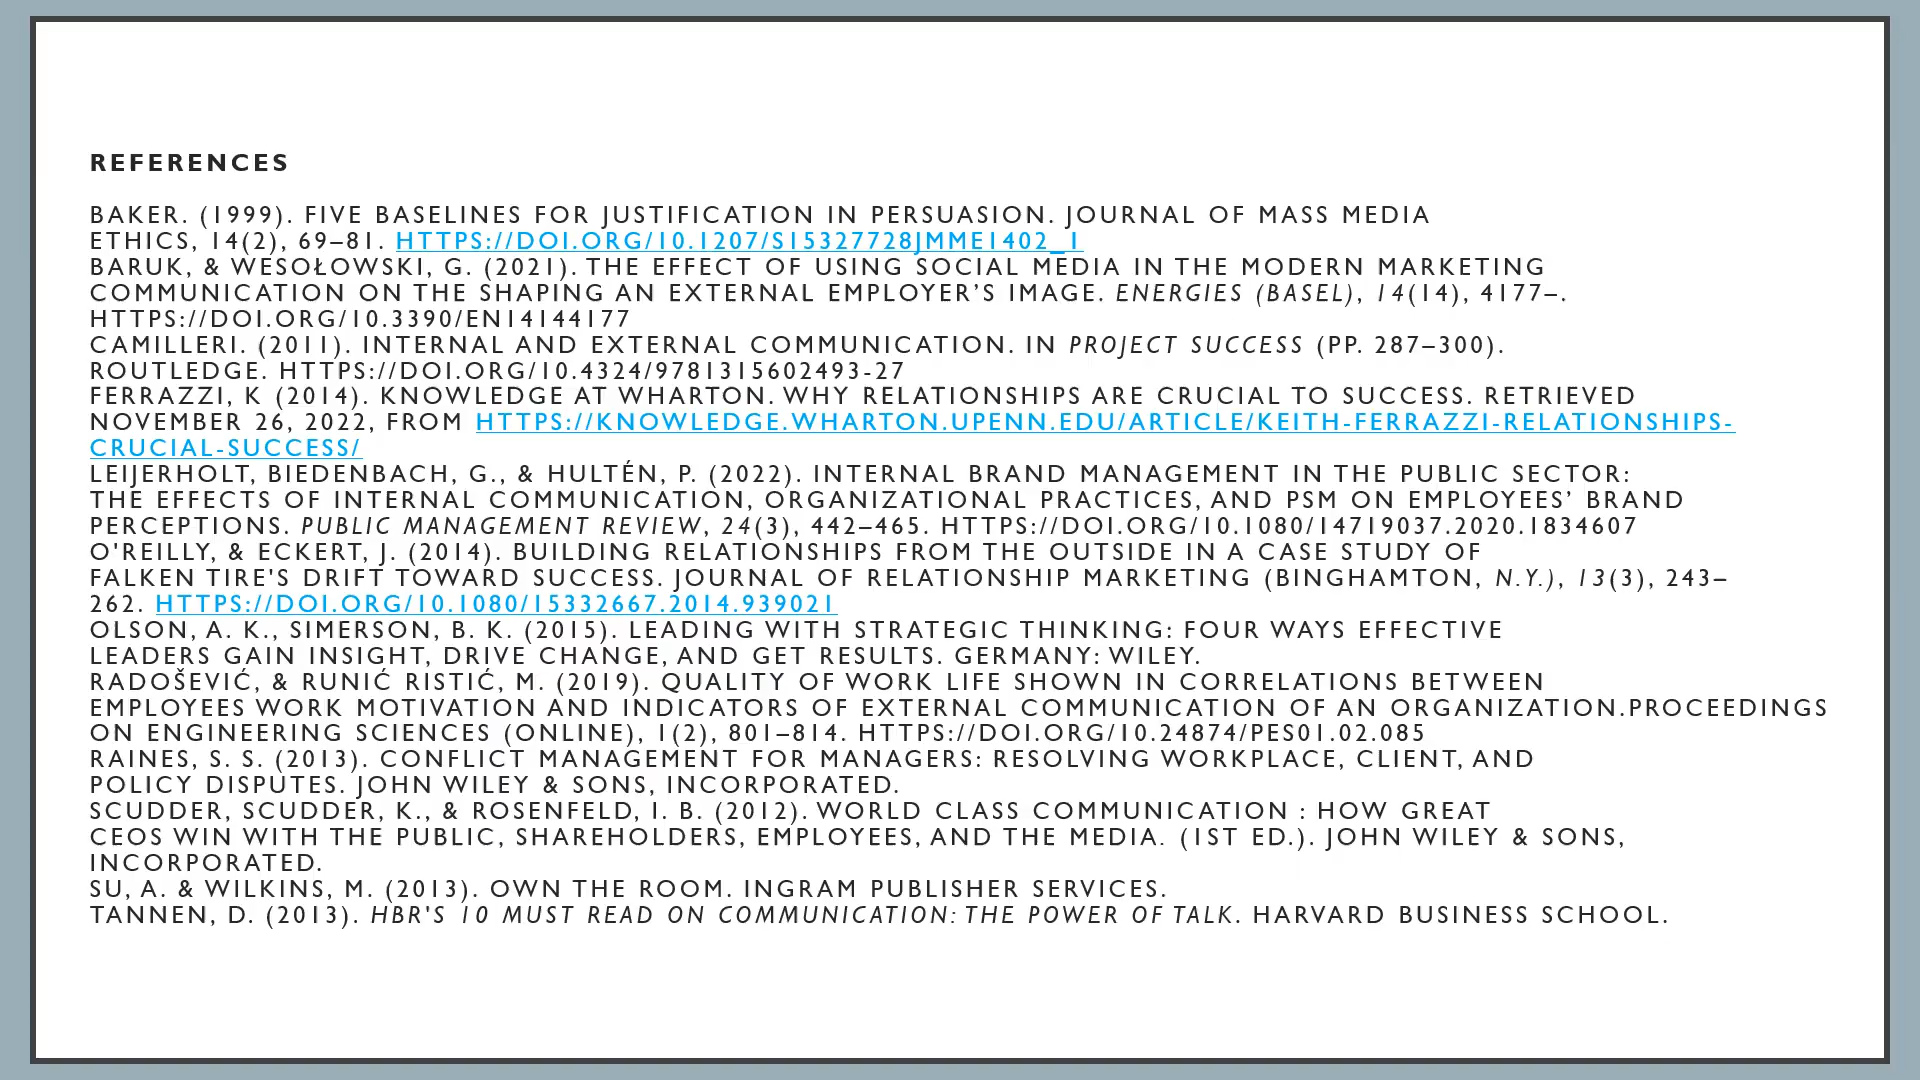 REFERENCES
BAKER. (1999). FIVE BASELINES FOR JUSTIFICATION IN PERSUASION. JOURNAL OF MASS MEDIA
ETHICS, 14(2), 69–81. HTTPS://DOI.ORG/10.1207/S15327728JMME1402_1
BARUK, & WESOŁOWSKI, G. (2021). THE EFFECT OF USING SOCIAL MEDIA IN THE MODERN MARKETING
COMMUNICATION ON THE SHAPING AN EXTERNAL EMPLOYER’S IMAGE. ENERGIES (BASEL), 14(14), 4177–.
HTTPS://DOI.ORG/10.3390/EN14144177
CAMILLERI. (2011). INTERNAL AND EXTERNAL COMMUNICATION. IN PROJECT SUCCESS (PP. 287–300).
ROUTLEDGE. HTTPS://DOI.ORG/10.4324/9781315602493-27
FERRAZZI, K (2014). KNOWLEDGE AT WHARTON. WHY RELATIONSHIPS ARE CRUCIAL TO SUCCESS. RETRIEVED
NOVEMBER 26, 2022, FROM HTTPS://KNOWLEDGE.WHARTON.UPENN.EDU/ARTICLE/KEITH-FERRAZZI-RELATIONSHIPS-
CRUCIAL-SUCCESS/
LEIJERHOLT, BIEDENBACH, G., & HULTÉN, P. (2022). INTERNAL BRAND MANAGEMENT IN THE PUBLIC SECTOR:
THE EFFECTS OF INTERNAL COMMUNICATION, ORGANIZATIONAL PRACTICES, AND PSM ON EMPLOYEES’ BRAND
PERCEPTIONS. PUBLIC MANAGEMENT REVIEW, 24(3), 442–465. HTTPS://DOI.ORG/10.1080/14719037.2020.1834607
O'REILLY, & ECKERT, J. (2014). BUILDING RELATIONSHIPS FROM THE OUTSIDE IN A CASE STUDY OF
FALKEN TIRE'S DRIFT TOWARD SUCCESS. JOURNAL OF RELATIONSHIP MARKETING (BINGHAMTON, N.Y.), 13(3), 243–
262. HTTPS://DOI.ORG/10.1080/15332667.2014.939021
OLSON, A. K., SIMERSON, B. K. (2015). LEADING WITH STRATEGIC THINKING: FOUR WAYS EFFECTIVE
LEADERS GAIN INSIGHT, DRIVE CHANGE, AND GET RESULTS. GERMANY: WILEY.
RADOŠEVIĆ, & RUNIĆ RISTIĆ, M. (2019). QUALITY OF WORK LIFE SHOWN IN CORRELATIONS BETWEEN
EMPLOYEES WORK MOTIVATION AND INDICATORS OF EXTERNAL COMMUNICATION OF AN ORGANIZATION.PROCEEDINGS
ON ENGINEERING SCIENCES (ONLINE), 1(2), 801–814. HTTPS://DOI.ORG/10.24874/PES01.02.085
RAINES, S. S. (2013). CONFLICT MANAGEMENT FOR MANAGERS: RESOLVING WORKPLACE, CLIENT, AND
POLICY DISPUTES. JOHN WILEY & SONS, INCORPORATED.
SCUDDER, SCUDDER, K., & ROSENFELD, I. B. (2012). WORLD CLASS COMMUNICATION : HOW GREAT
CEOS WIN WITH THE PUBLIC, SHAREHOLDERS, EMPLOYEES, AND THE MEDIA. (1ST ED.). JOHN WILEY & SONS,
INCORPORATED.
SU, A. & WILKINS, M. (2013). OWN THE ROOM. INGRAM PUBLISHER SERVICES.
TANNEN, D. (2013). HBR'S 10 MUST READ ON COMMUNICATION: THE POWER OF TALK. HARVARD BUSINESS SCHOOL.